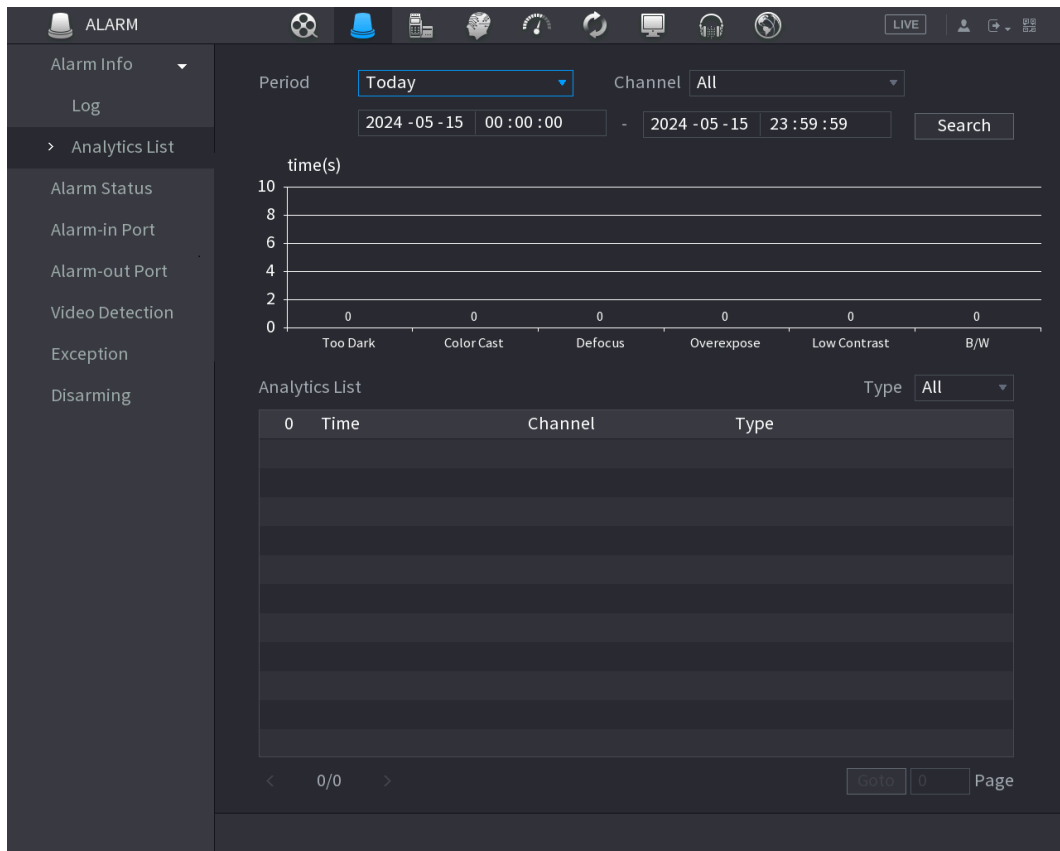 ALARM
LIVE
Alarm Info
Log
Analytics List
Alarm Status
Alarm-in Port
Alarm-out Port
Video Detection
Exception
Disarming
Period Today Channel All
2024 -05 -15 00 : 00 : 00 - 2024 -05 -15 23 : 59 : 59 Search
time(s)
10
8
6
4
2
0
0 0 0 0 0 0
Too Dark Color Cast Defocus Overexpose Low Contrast B/W
Analytics List Type All
0 Time Channel Type
< 0/0 > Goto 0 Page